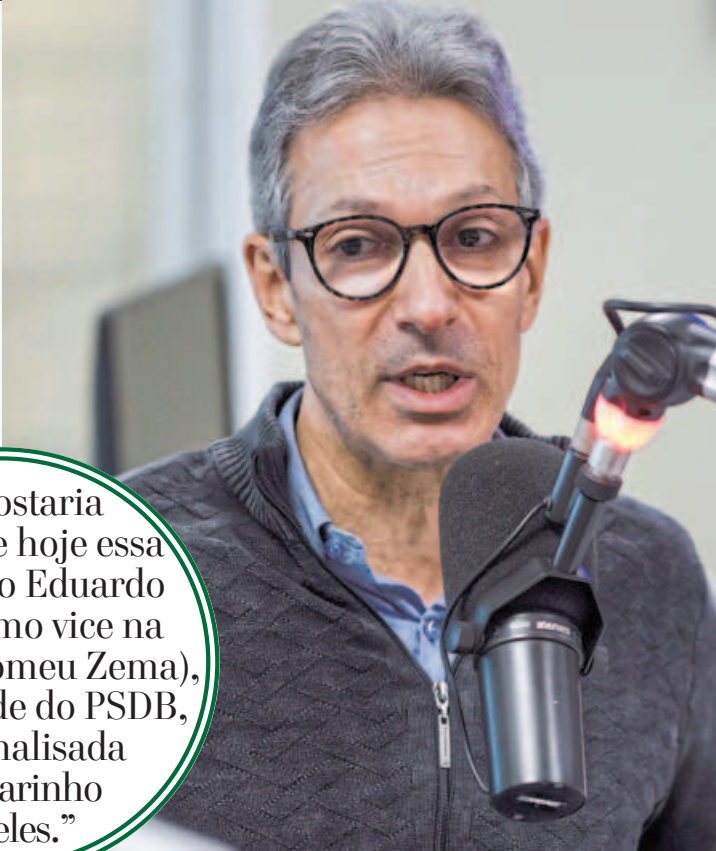 ostaria
e hoje essa
o Eduardo
mo vice na
omeu Zema),
de do PSDB,
nalisada
arinho
eles.”